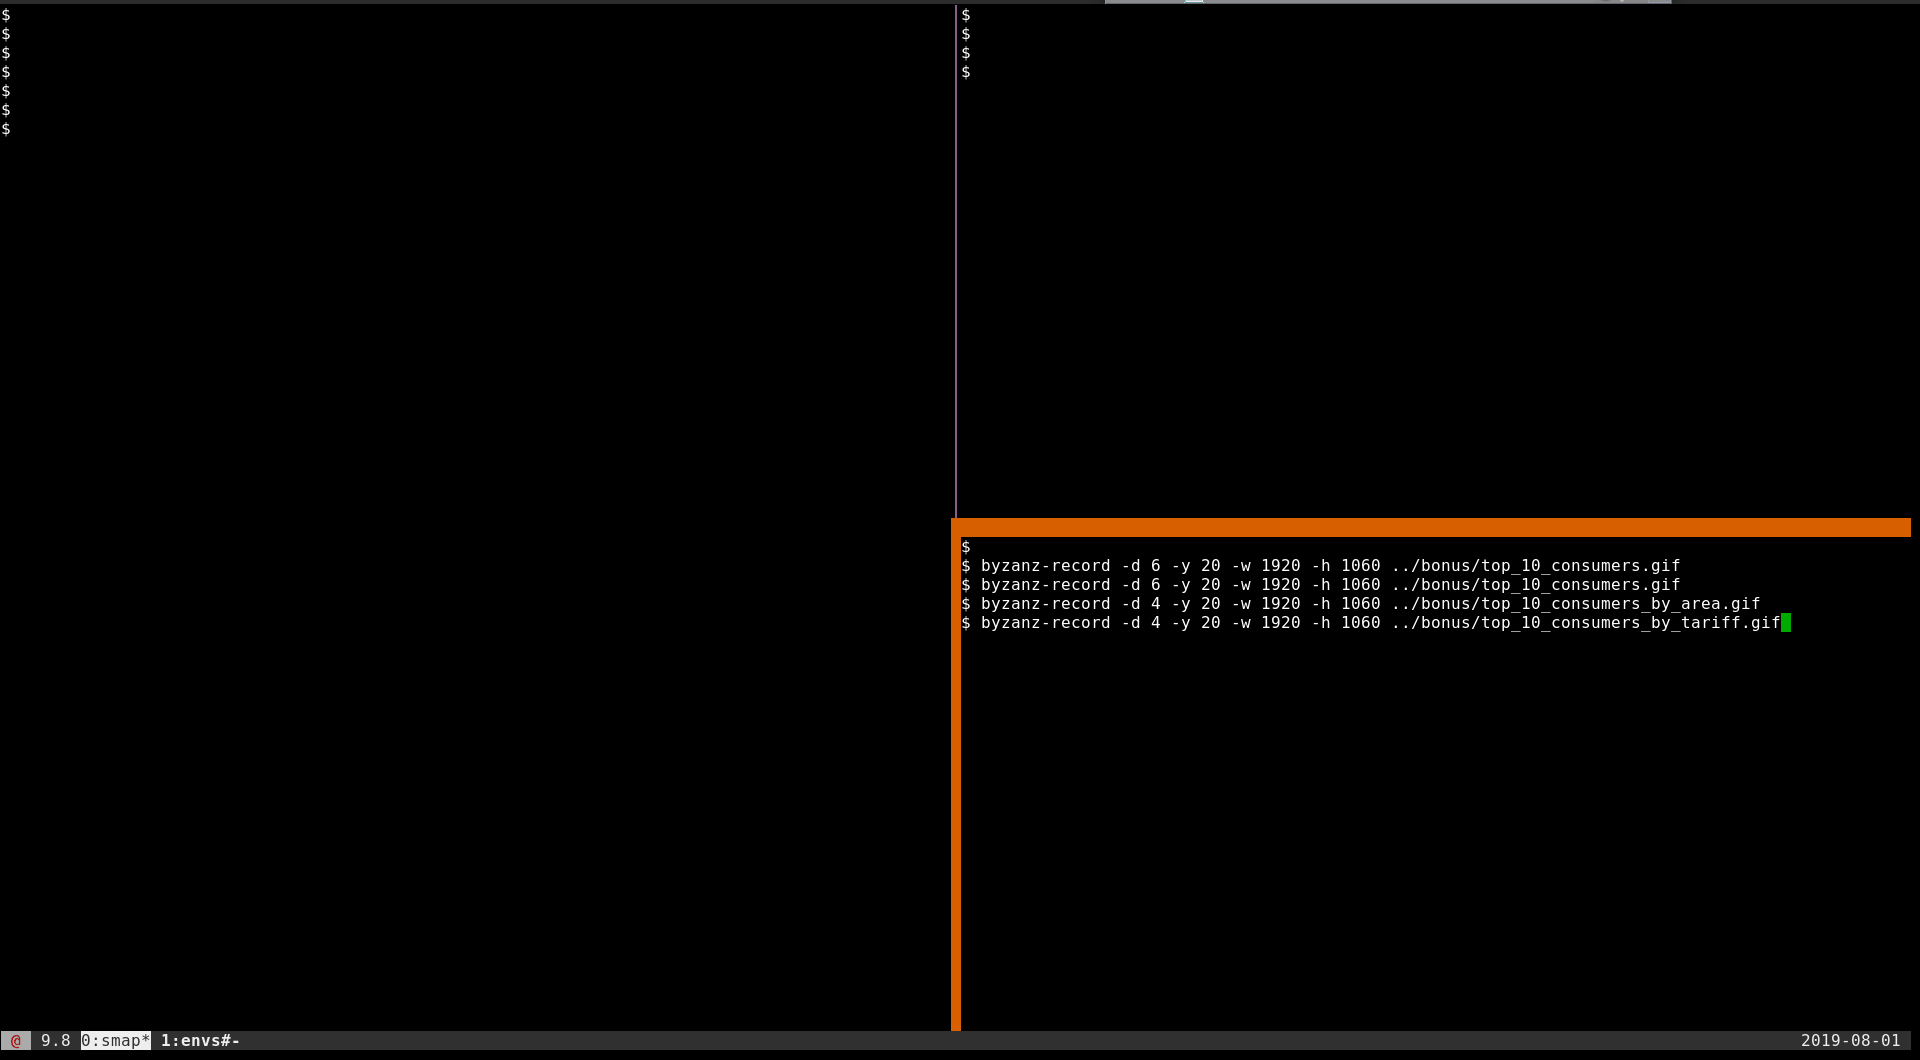 $
$
$
$
$
$
$
$
$
$
$
$
$ byzanz-record -d 6 -y 20 -w 1920 -h 1060 ../bonus/top_10_consumers.gif
$ byzanz-record -d 6 -y 20 -w 1920 -h 1060 ../bonus/top_10_consumers.gif
$ byzanz-record -d 4 -y 20 -w 1920 -h 1060 ../bonus/top_10_consumers_by_area.gif
$ byzanz-record -d 4 -y 20 -w 1920 -h 1060 ../bonus/top_10_consumers_by_tariff.gif
@ 9.8 0:smap* 1:envs#- 2019-08-01